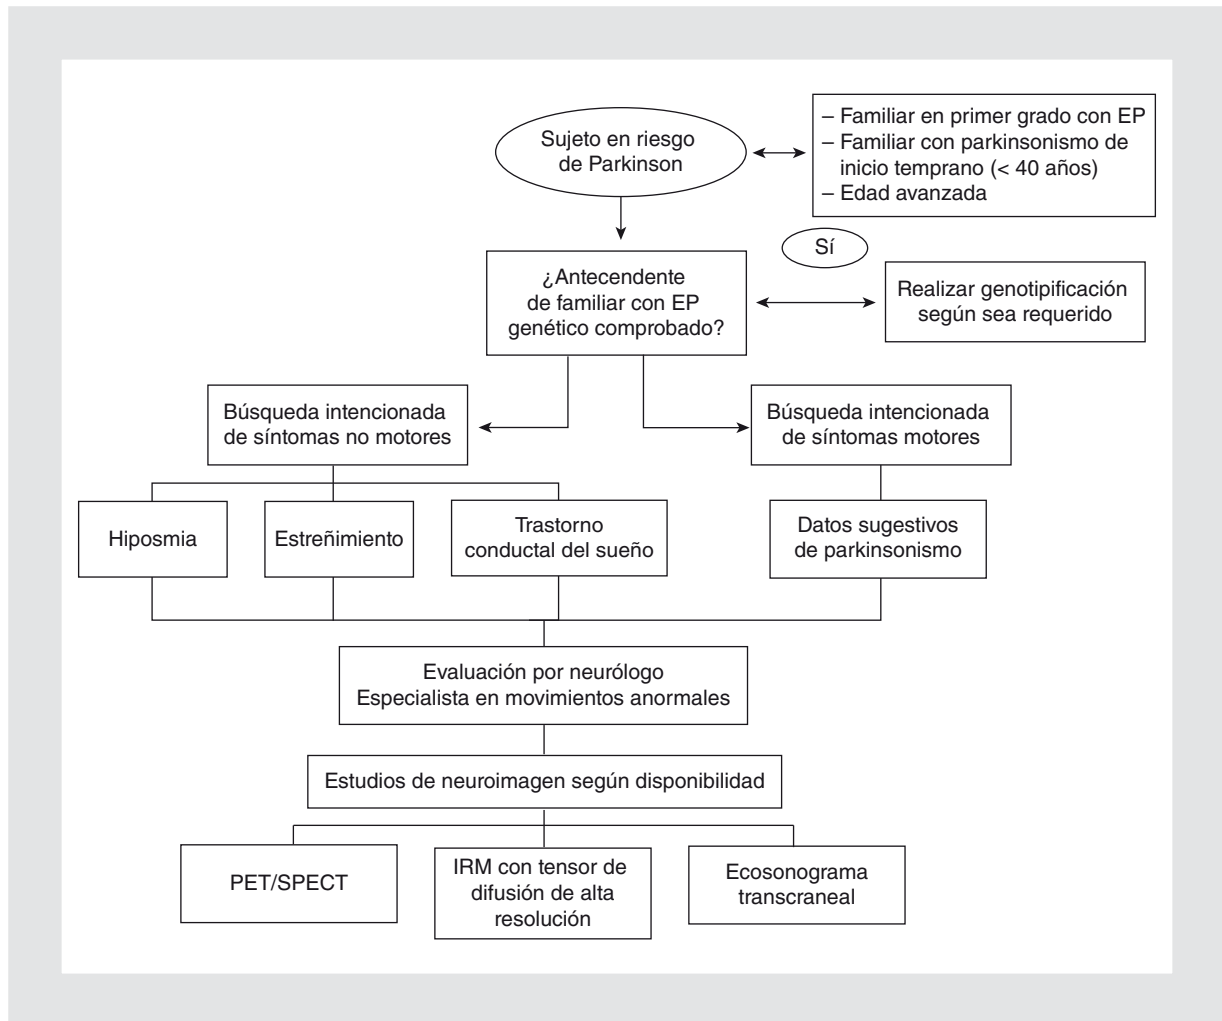 Sujeto en riesgo
de Parkinson
– Familiar en primer grado con EP
– Familiar con parkinsonismo de
inicio temprano (< 40 años)
– Edad avanzada
Sí
¿Antecendente
de familiar con EP
genético comprobado?
Realizar genotipificación
según sea requerido
Búsqueda intencionada
de síntomas no motores
Búsqueda intencionada
de síntomas motores
Hiposmia
Estreñimiento
Trastorno
conductal del sueño
Datos sugestivos
de parkinsonismo
Evaluación por neurólogo
Especialista en movimientos anormales
Estudios de neuroimagen según disponibilidad
PET/SPECT
IRM con tensor de
difusión de alta
resolución
Ecosonograma
transcraneal